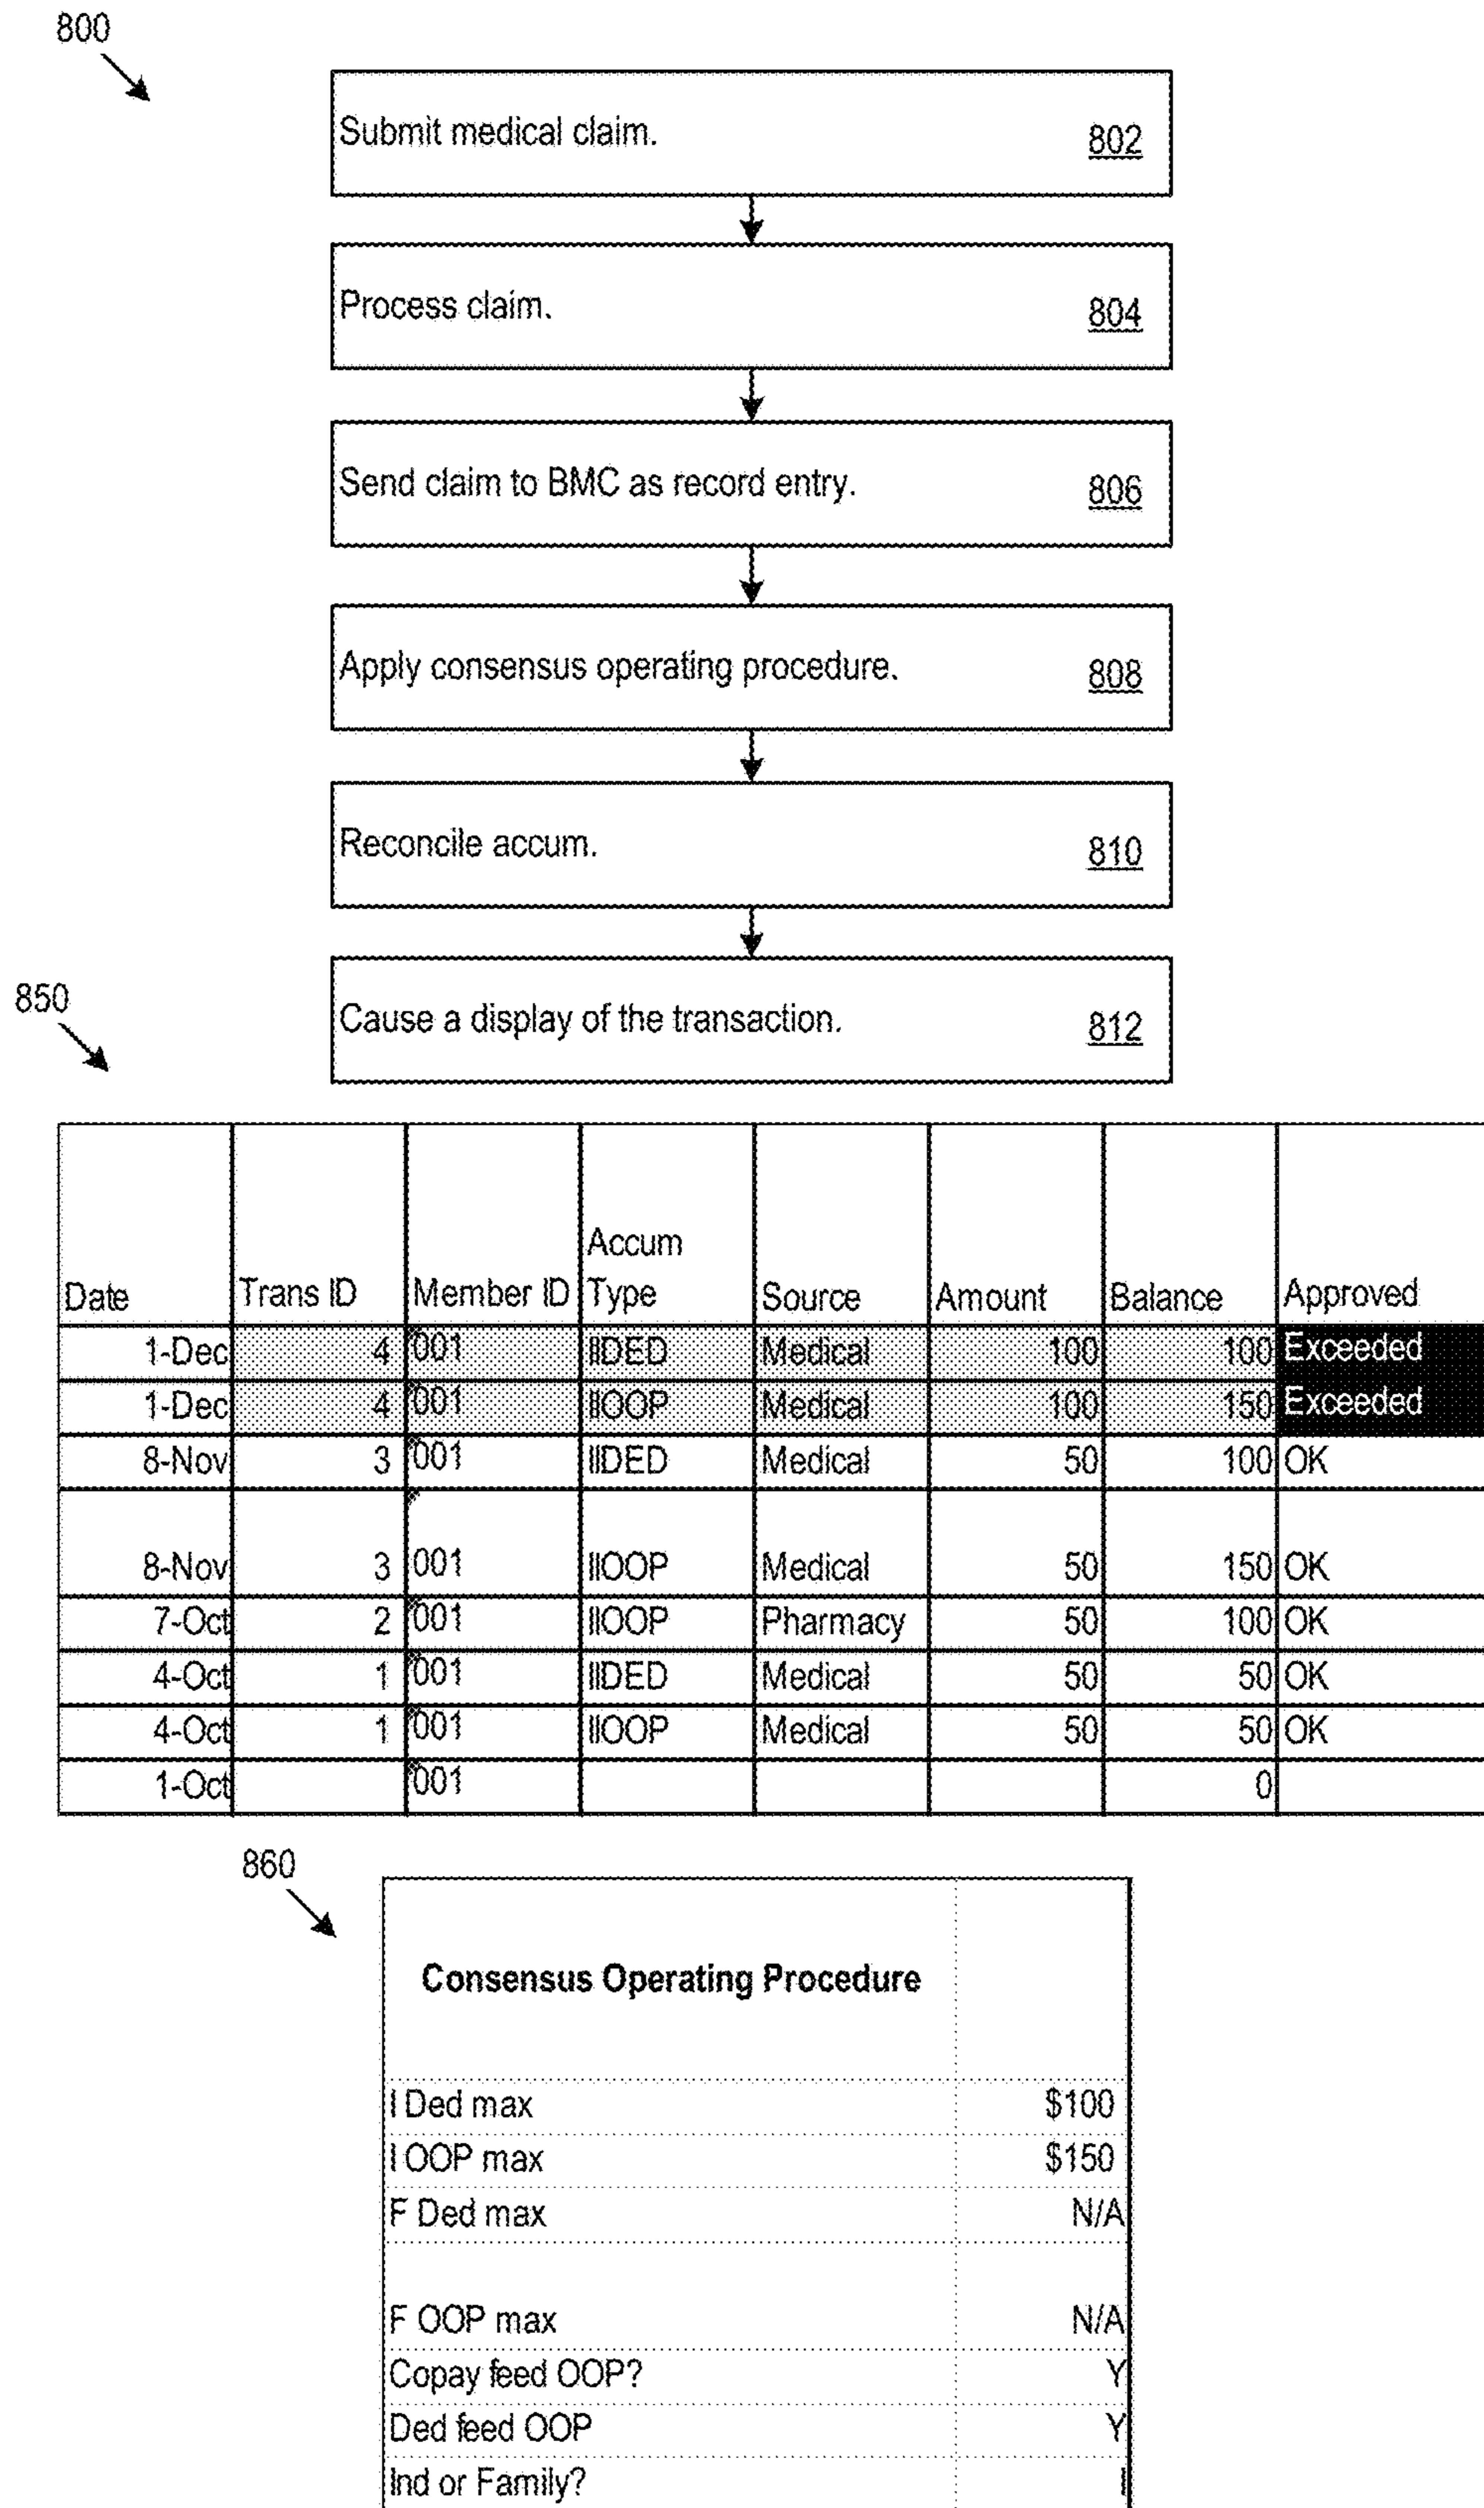 800
Submit medical claim. 802
Process claim. 804
Send claim to BMC as record entry. 806
Apply consensus operating procedure. 808
Reconcile accum. 810
850
Cause a display of the transaction. 812
Date Trans ID Member ID Accum Type Source Amount Balance Approved
1-Dec 4 001 IIDED Medical 100 100 Exceeded
1-Dec 4 001 IIOOP Medical 100 150 Exceeded
8-Nov 3 001 IIDED Medical 50 100 OK
8-Nov 3 001 IIOOP Medical 50 150 OK
7-Oct 2 001 IIOOP Pharmacy 50 100 OK
4-Oct 1 001 IIDED Medical 50 50 OK
4-Oct 1 001 IIOOP Medical 50 50 OK
1-Oct 001 0
860
Consensus Operating Procedure
I Ded max $100
I OOP max $150
F Ded max N/A
F OOP max N/A
Copay feed OOP? Y
Ded feed OOP Y
Ind or Family? I